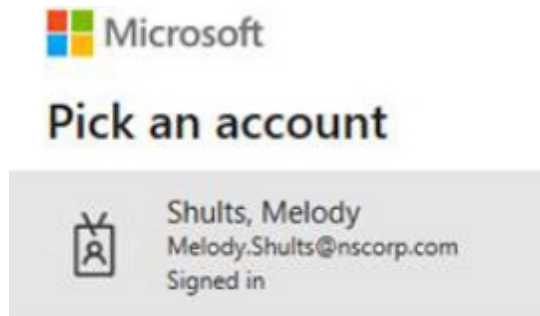 Microsoft
Pick an account
Shults, Melody
Melody.Shults@nscorp.com
Signed in